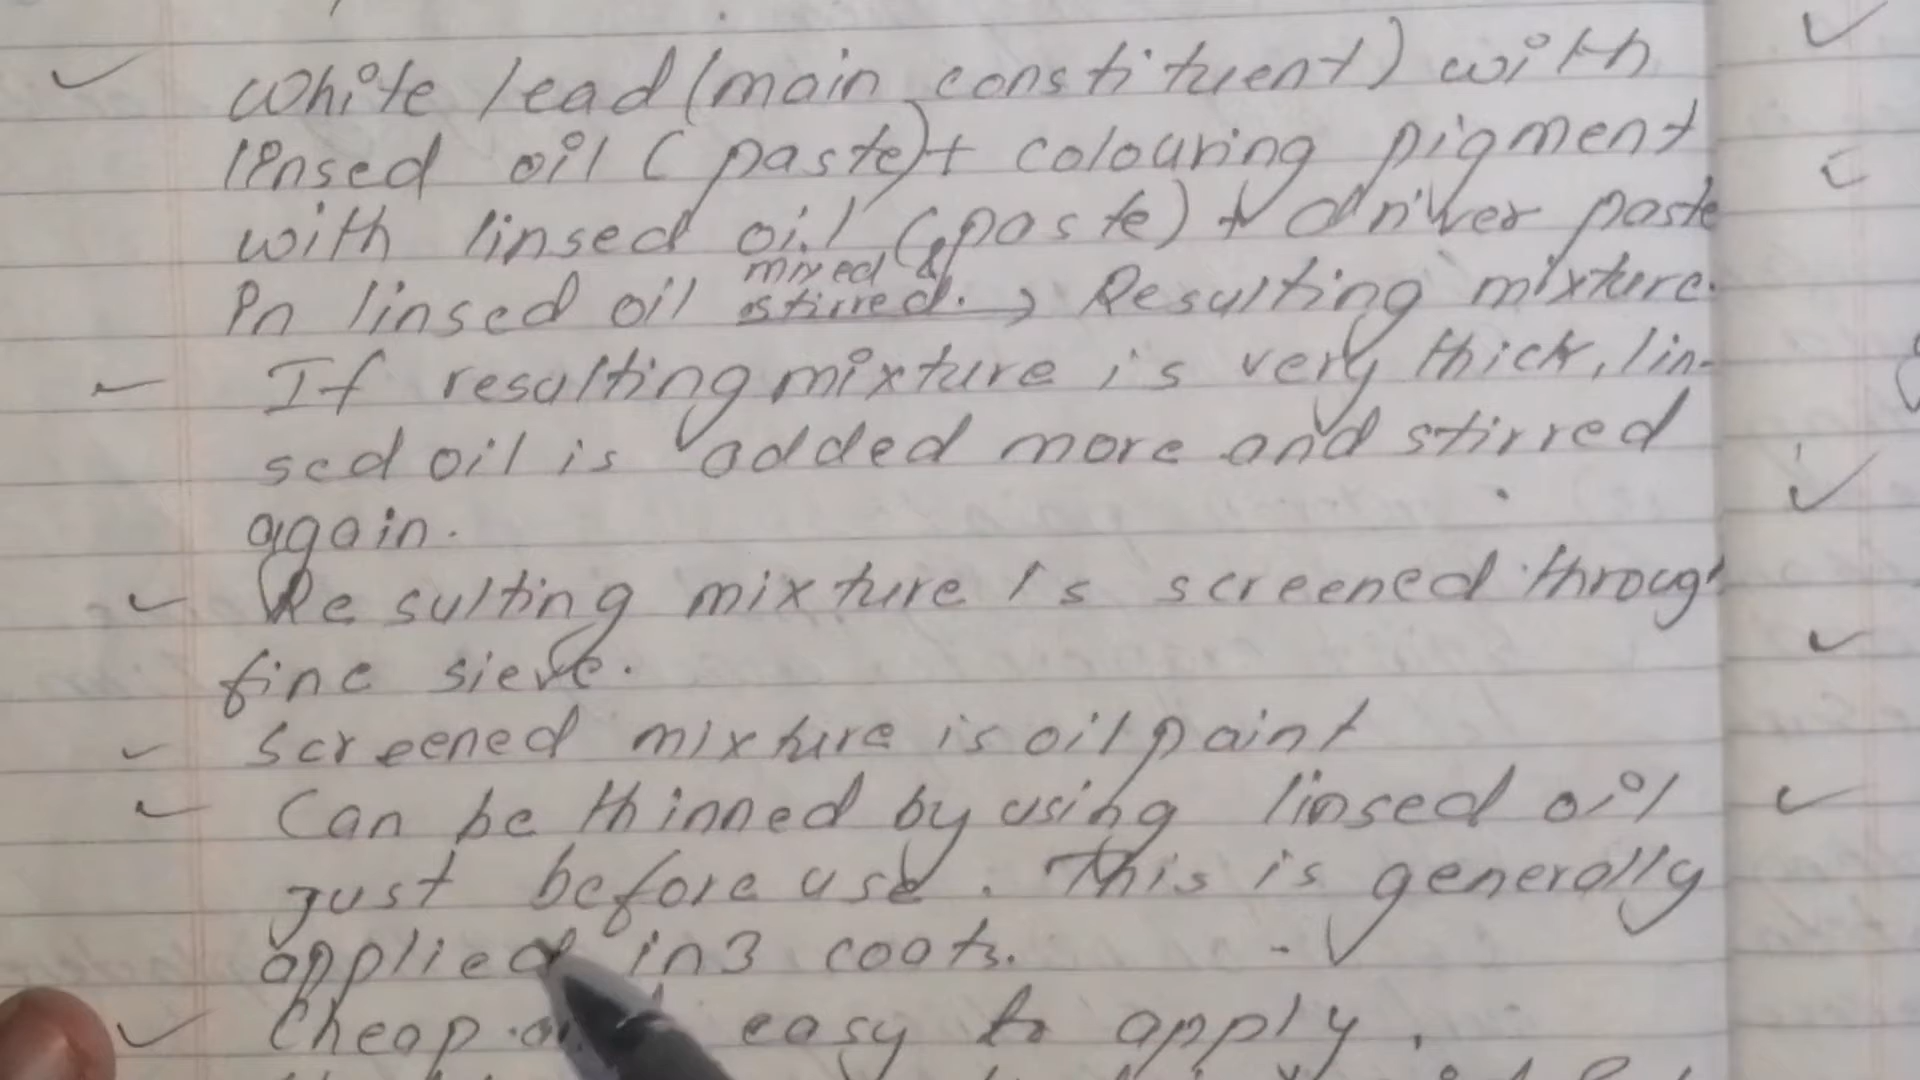 White lead (main constituent) with
linsed oil (paste) + colouring pigment
with linsed oil (paste) + driver paste
in linsed oil mixed & stirred. → Resulting mixture.
If resulting mixture is very thick, lin-
sed oil is added more and stirred
again.
Resulting mixture is screened through
fine sieve.
Screened mixture is oil paint
Can be thinned by using linsed oil
just before use. This is generally
applied in 3 coats.
Cheap easy to apply.